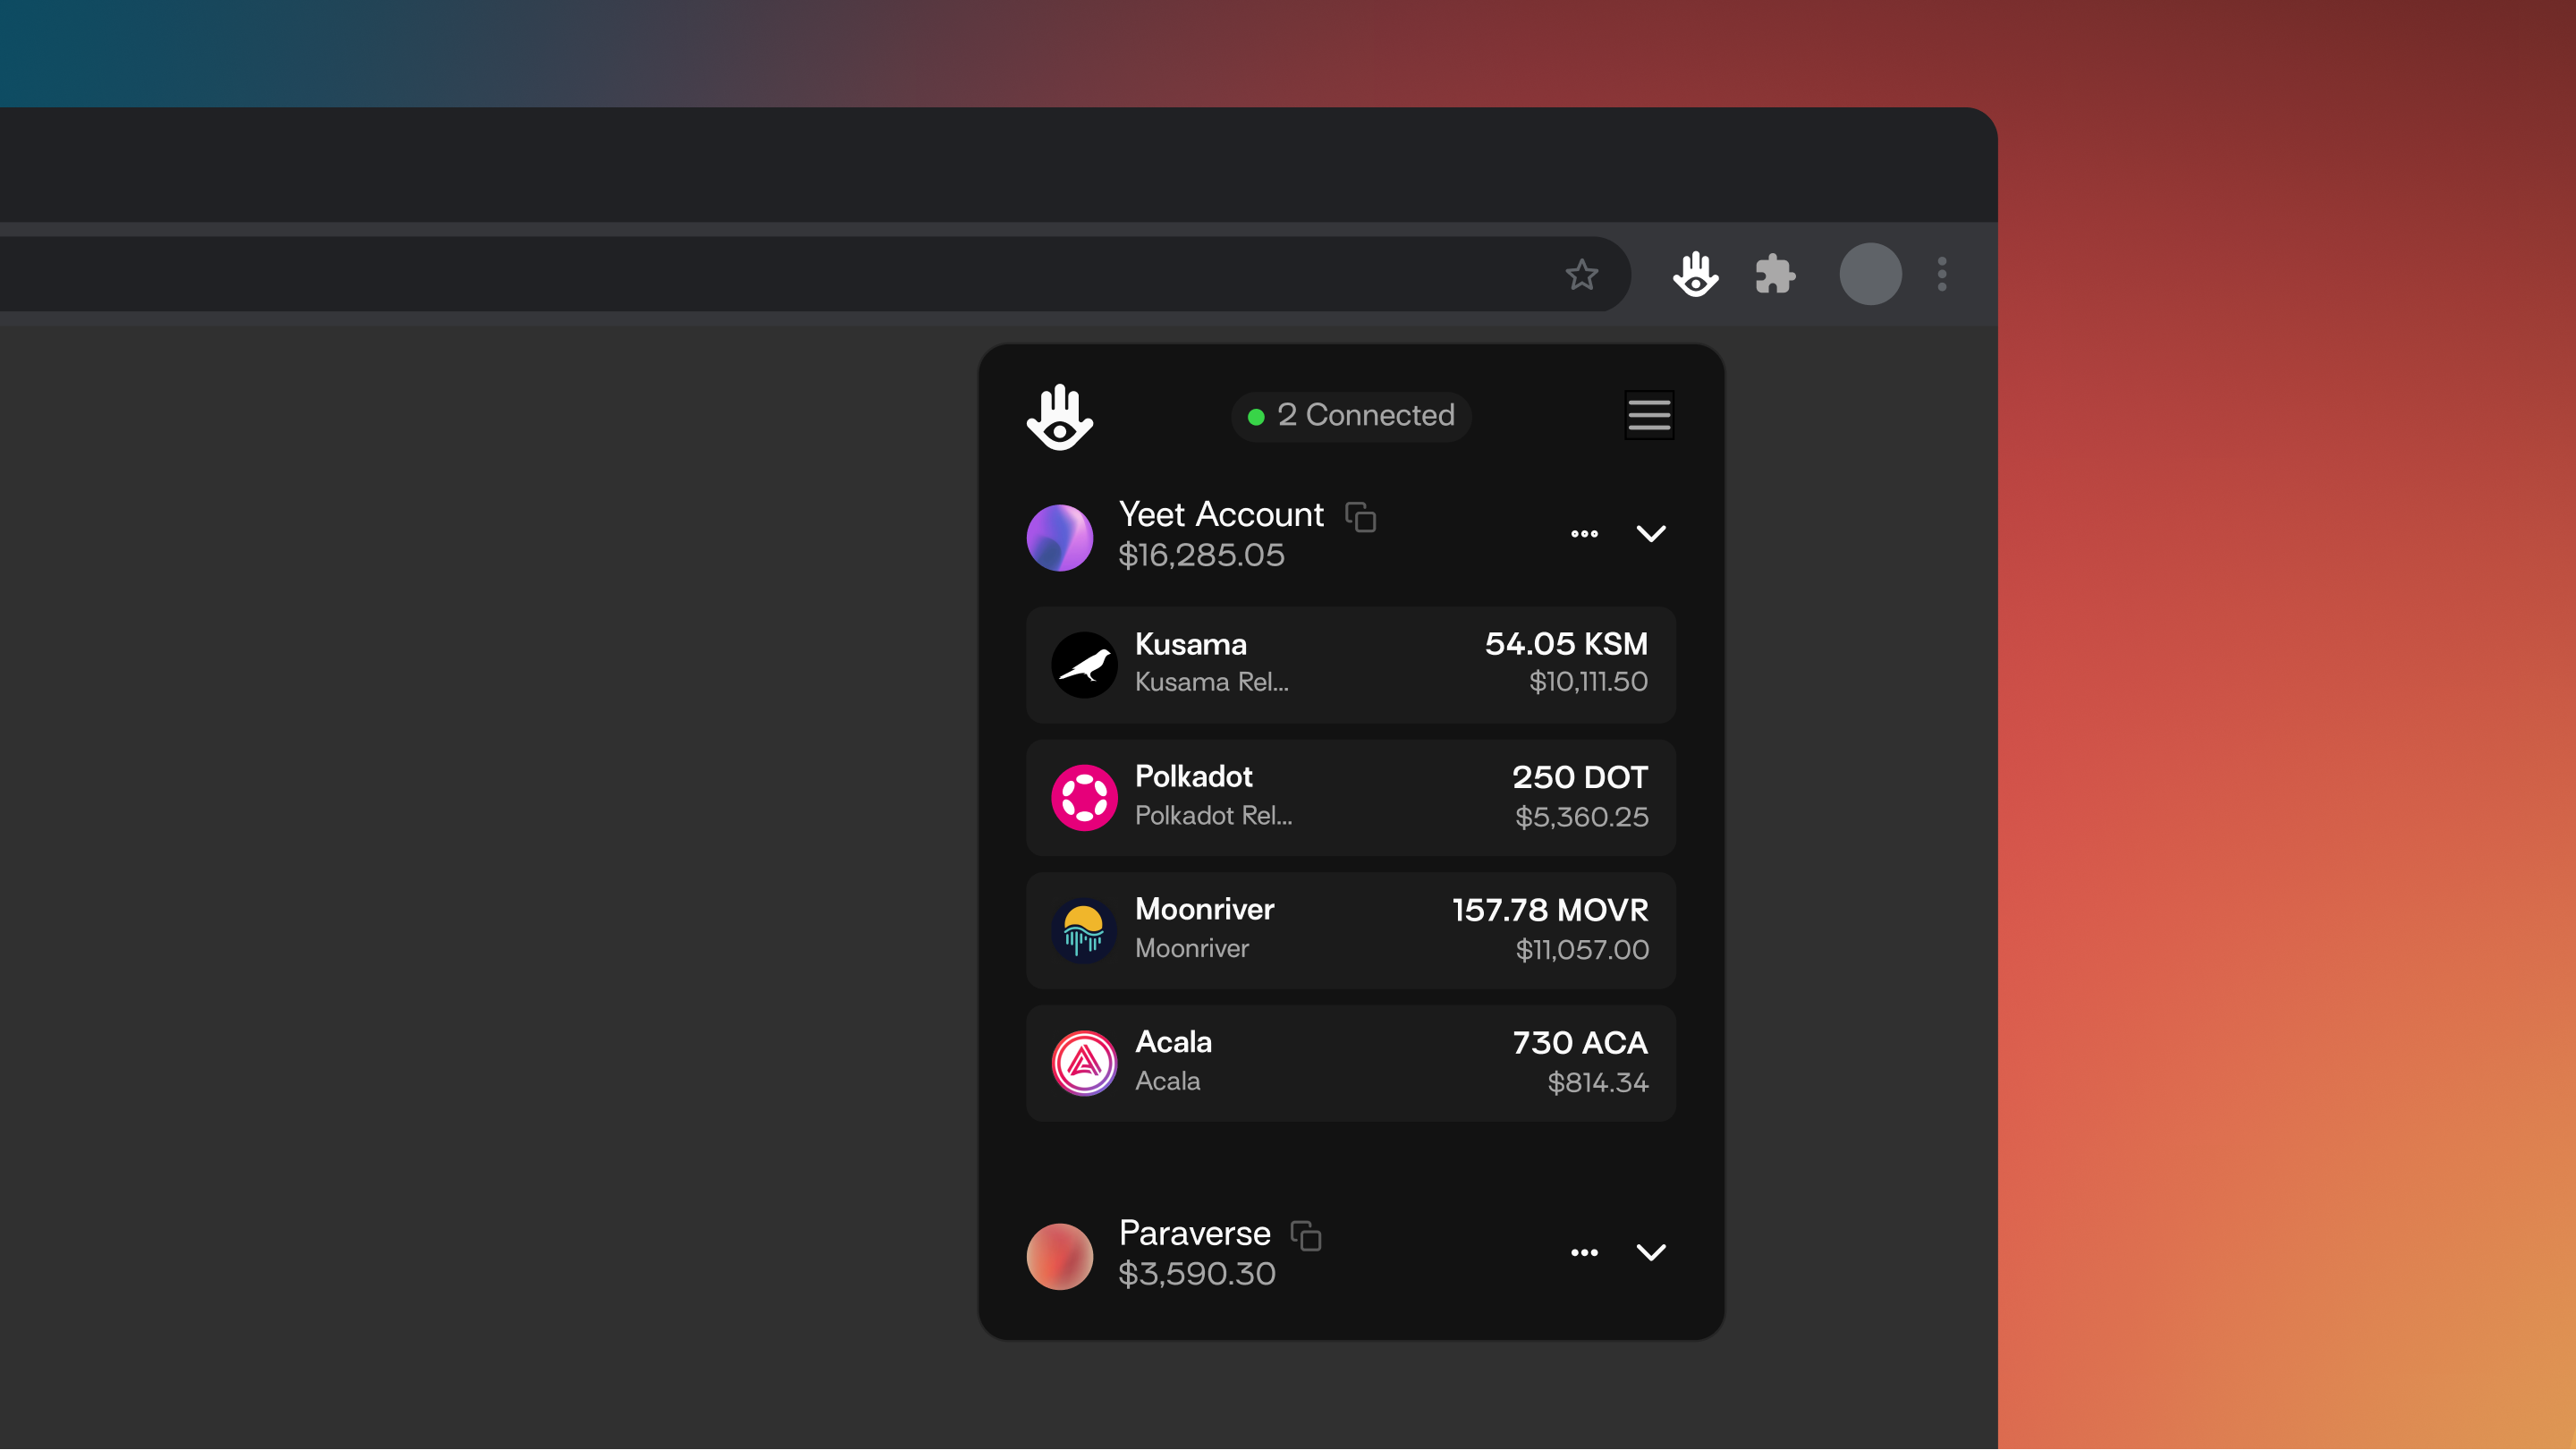 2 Connected
Yeet Account
$16,285.05
Kusama
54.05 KSM
Kusama Rel...
$10,111.50
Polkadot
250 DOT
Polkadot Rel...
$5,360.25
Moonriver
157.78 MOVR
Moonriver
$11,057.00
Acala
730 ACA
Acala
$814.34
Paraverse
$3,590.30